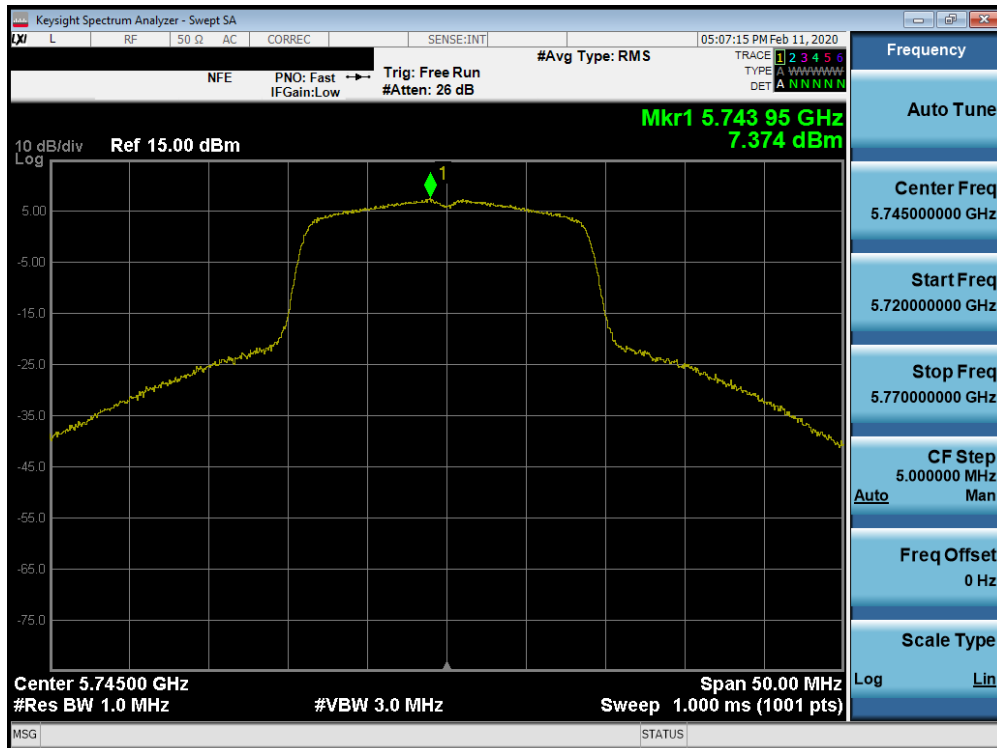 Keysight Spectrum Analyzer - Swept SA
LXI L RF 50 Ω AC CORREC SENSE:INT 05:07:15 PM Feb 11, 2020
NFE PNO: Fast Trig: Free Run #Avg Type: RMS TRACE 1 2 3 4 5 6
IFGain:Low #Atten: 26 dB TYPE A WWWWW
DET A N N N N N
Mkr1 5.743 95 GHz
7.374 dBm
10 dB/div Ref 15.00 dBm
Log
1
5.00
-5.00
-15.0
-25.0
-35.0
-45.0
-55.0
-65.0
-75.0
Center 5.74500 GHz Span 50.00 MHz
#Res BW 1.0 MHz #VBW 3.0 MHz Sweep 1.000 ms (1001 pts)
MSG STATUS
Frequency
Auto Tune
Center Freq
5.745000000 GHz
Start Freq
5.720000000 GHz
Stop Freq
5.770000000 GHz
CF Step
5.000000 MHz
Auto Man
Freq Offset
0 Hz
Scale Type
Log Lin